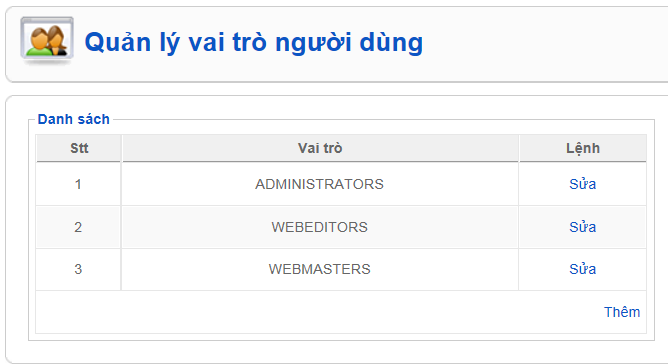 Quản lý vai trò người dùng
Danh sách
Stt Vai trò Lệnh
1 ADMINISTRATORS Sửa
2 WEBEDITORS Sửa
3 WEBMASTERS Sửa
Thêm